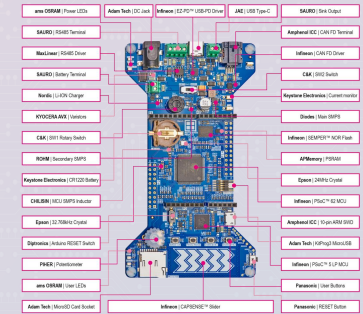 ams OSRAM | Power LEDs
Adam Tech | DC Jack
Infineon | EZ-PD™ USB-PD Driver
JAE | USB Type-C
SAURO | Sink Output
SAURO | RS485 Terminal
Amphenol ICC | CAN FD Terminal
MaxLinear | RS485 Driver
Infineon | CAN FD Driver
SAURO | Battery Terminal
C&K | SW2 Switch
Nordic | Li-ION Charger
Keystone Electronics | Current monitor
KYOCERA AVX | Varistors
Diodes | Main SMPS
C&K | SW1 Rotary Switch
Infineon | SEMPER™ NOR Flash
ROHM | Secondary SMPS
APMemory | PSRAM
Keystone Electronics | CR1220 Battery
Epson | 24MHz Crystal
CHILISIN | MCU SMPS Inductor
Infineon | PSoC™ 62 MCU
Epson | 32.768kHz Crystal
Amphenol ICC | 10-pin ARM SWD
Diptronics | Arduino RESET Switch
Adam Tech | KitProg3 MicroUSB
PIHER | Potentiometer
Infineon | PSoC™ 5 LP MCU
ams OSRAM | User LEDs
Panasonic | User Buttons
Adam Tech | MicroSD Card Socket
Infineon | CAPSENSE™ Slider
Panasonic | RESET Button